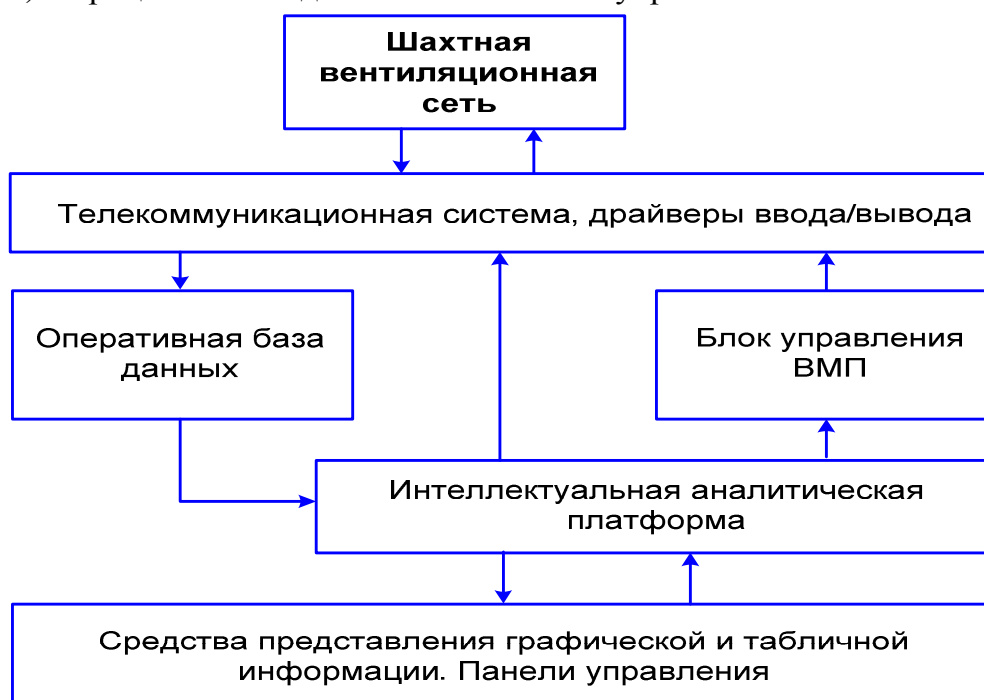 Шахтная
вентиляционная
сеть
Телекоммуникационная система, драйверы ввода/вывода
Оперативная база
данных
Блок управления
ВМП
Интеллектуальная аналитическая
платформа
Средства представления графической и табличной
информации. Панели управления